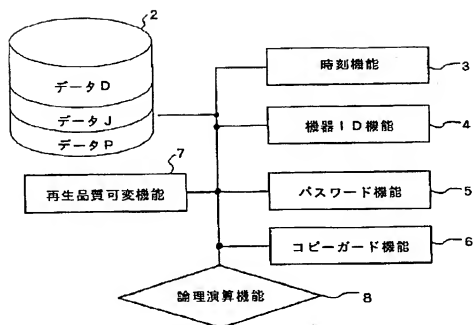 2
データD
データJ
データP
時刻機能
3
機器ID機能
4
7
再生品質可変機能
パスワード機能
5
コピーガード機能
6
論理演算機能
8